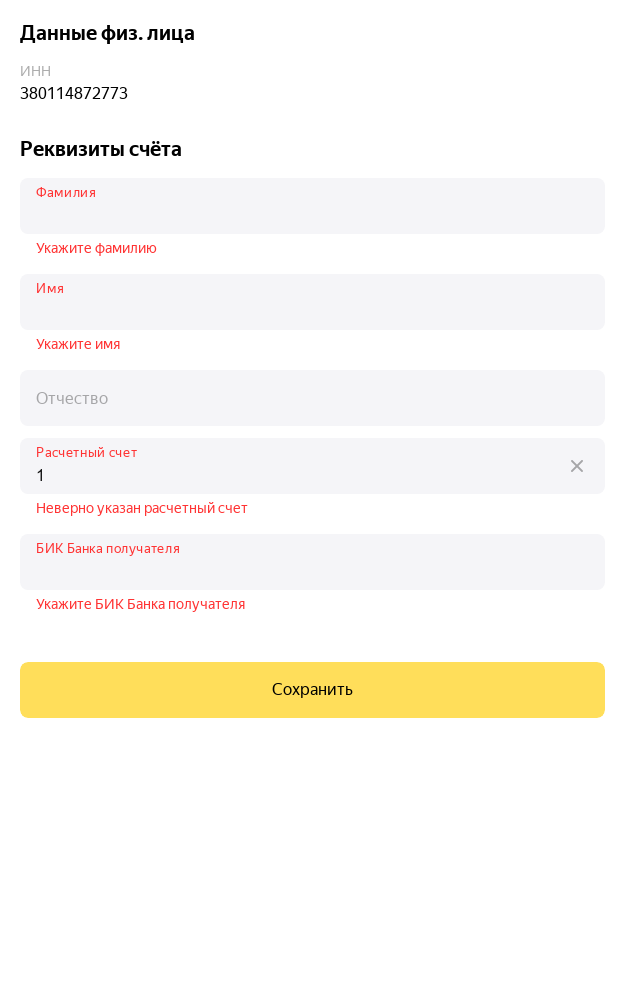 Данные физ. лица
ИНН
380114872773
Реквизиты счёта
Фамилия
Укажите фамилию
Имя
Укажите имя
Отчество
Расчетный счет
1
Неверно указан расчетный счет
БИК Банка получателя
Укажите БИК Банка получателя
Сохранить